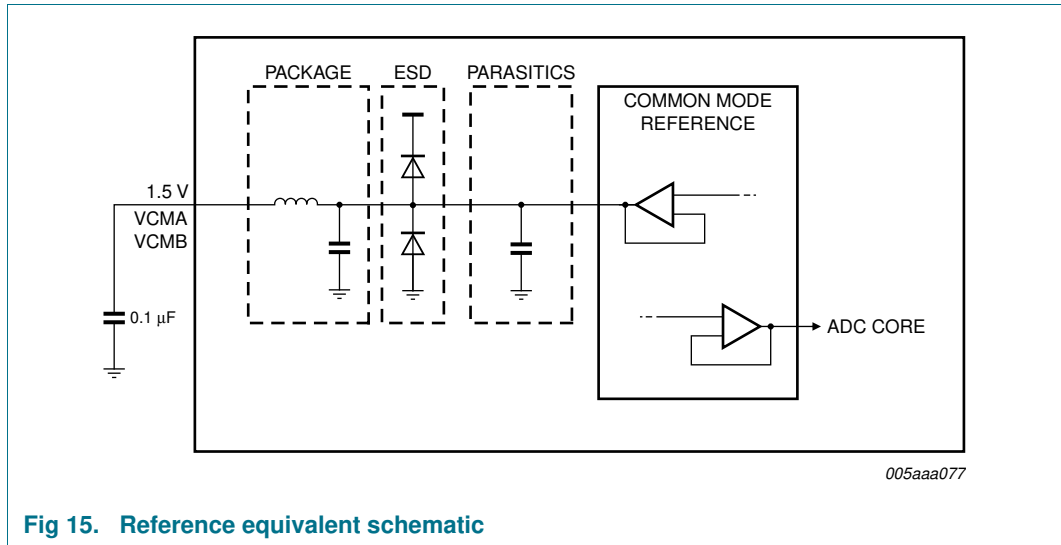 PACKAGE
ESD
PARASITICS
COMMON MODE
REFERENCE
1.5 V
VCMA
VCMB
0.1 μF
ADC CORE
005aaa077
Fig 15. Reference equivalent schematic